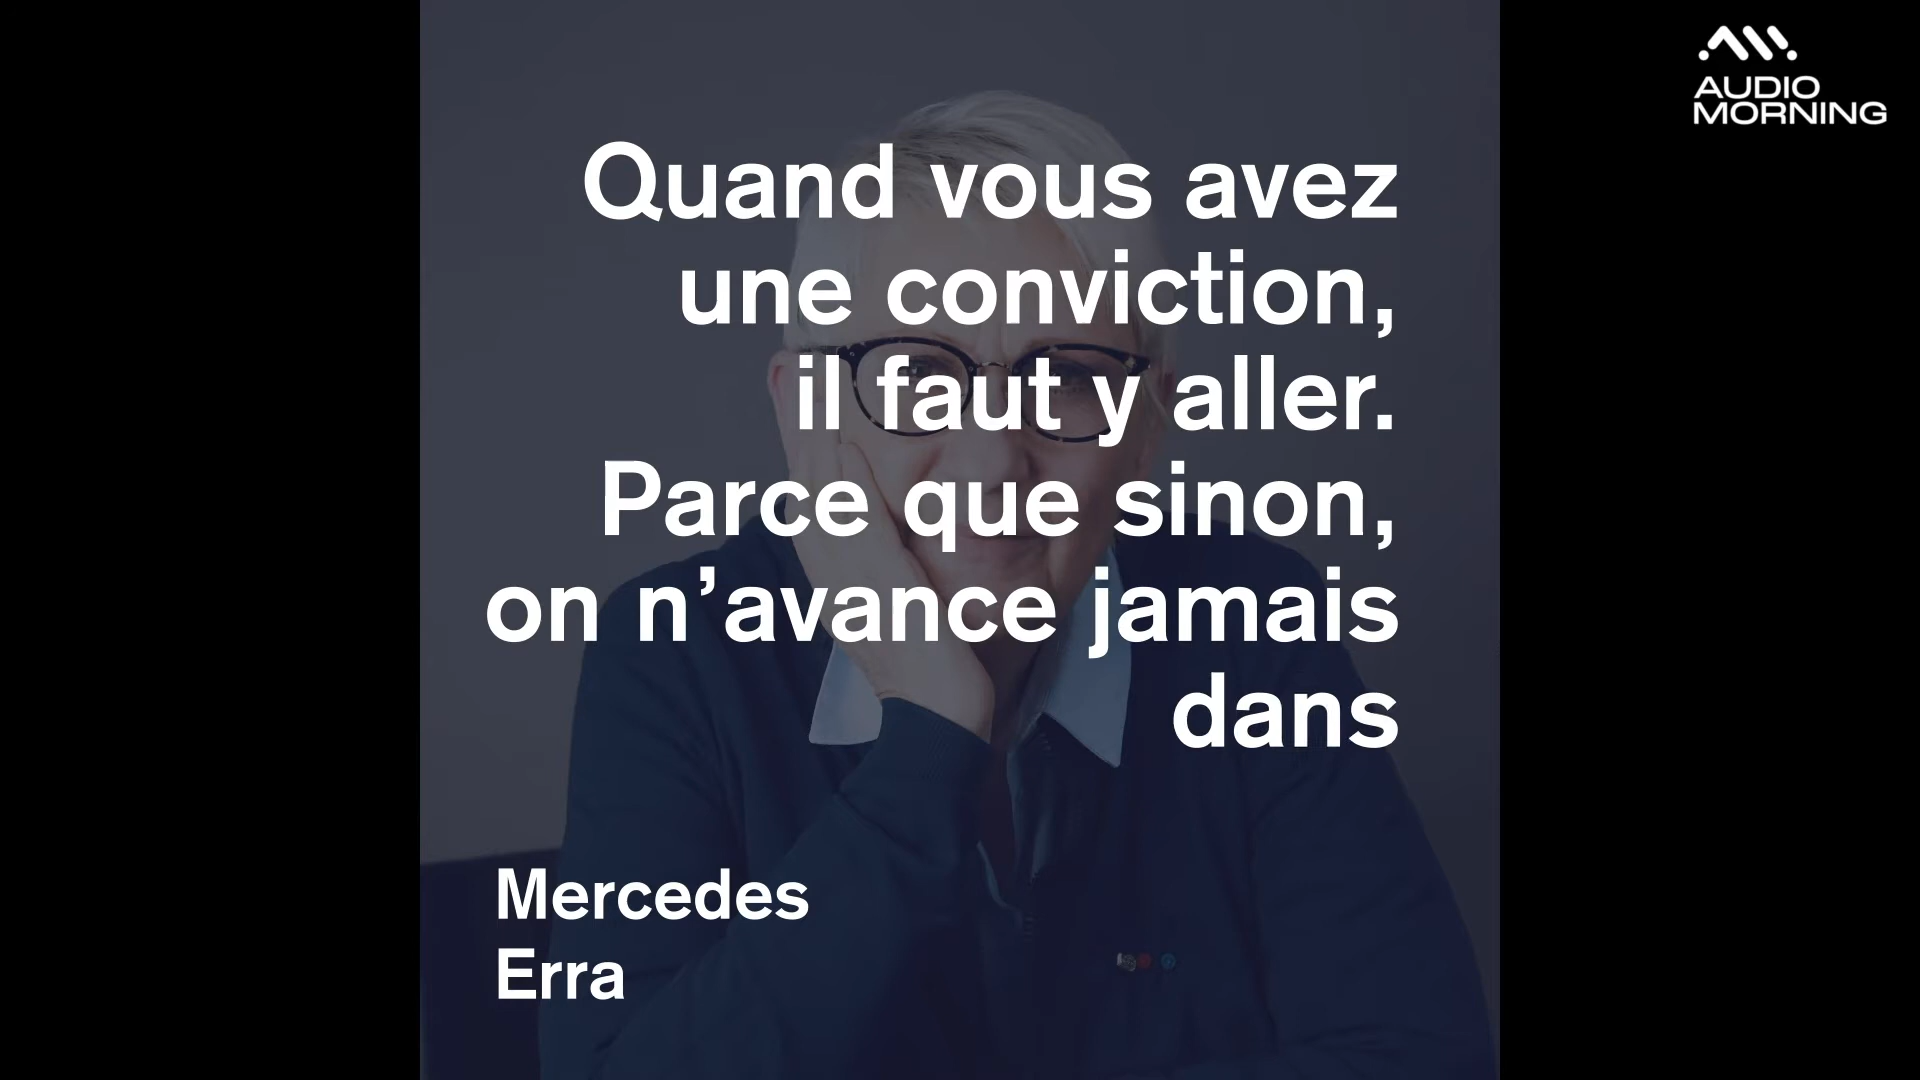 AUDIO
MORNING
Quand vous avez
une conviction,
il faut y aller.
Parce que sinon,
on n’avance jamais
dans
Mercedes
Erra